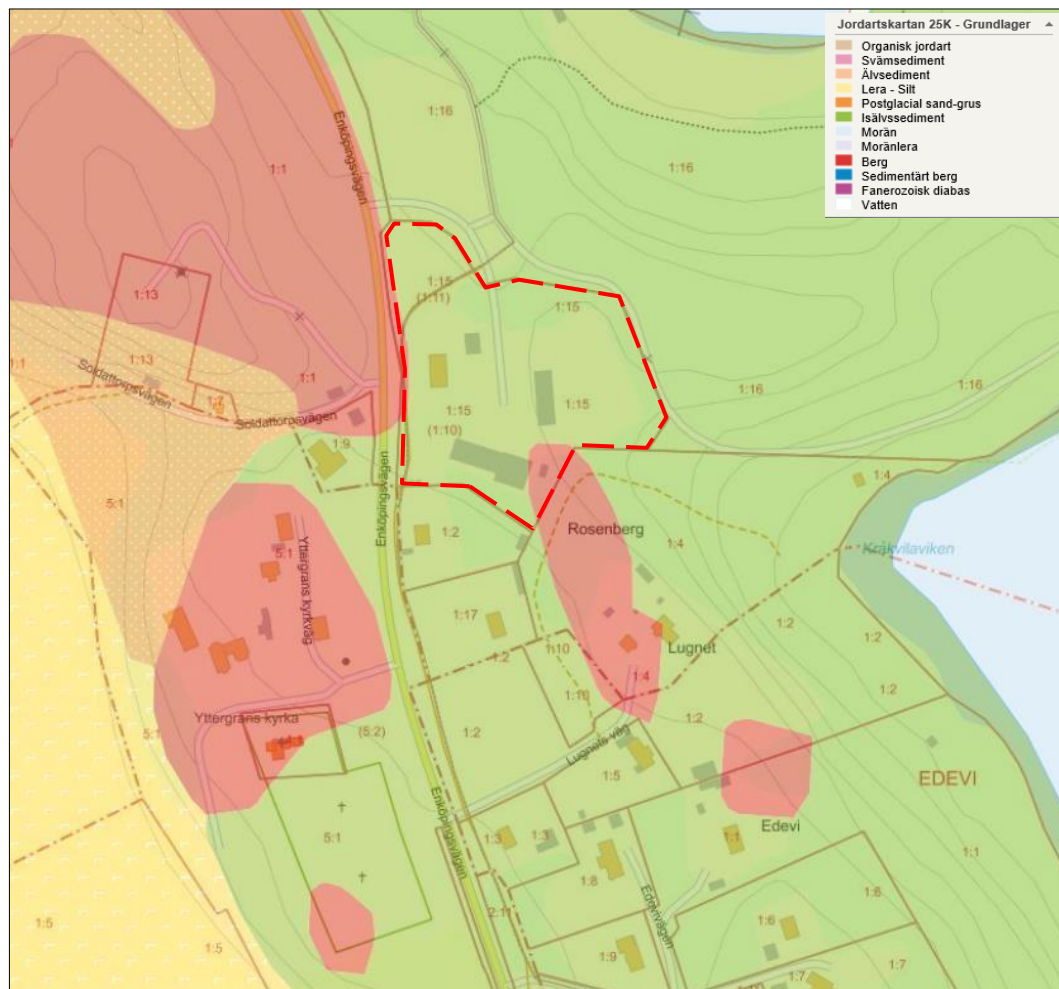 Jordartskartan 25K - Grundlager
Organisk jordart
Svämsediment
Älvsediment
Lera - Silt
Postglacial sand-grus
Isälvssediment
Morän
Moränlera
Berg
Sedimentärt berg
Fanerozoisk diabas
Vatten
1:16
Enköpingsvägen
1:1
1:16
1:13
1:15
(1:11)
1:15
1:13
1:1
1:1
1:16
1:16
Soldattorpsvägen
1:7
1:15
1:15
Soldattorpsvägen
(1:10)
1:9
1:4
5:1
Enköpingsvägen
Rosenberg
1:2
1:4
Kråkvilaviken
5:1
Yttergrans kyrkväg
1:17
1:2
1:2
1:2
1:10
Lugnet
1:10
1:4
1:2
1:2
Yttergrans kyrka
5:1
(5:2)
1:2
Lugnets väg
1:5
EDEVI
Enköpingsvägen
5:1
1:3
1:3
1:1
Edevi
1:1
1:8
1:6
1:5
2:11
Edevivägen
1:6
1:5
1:9
1:7
1:7